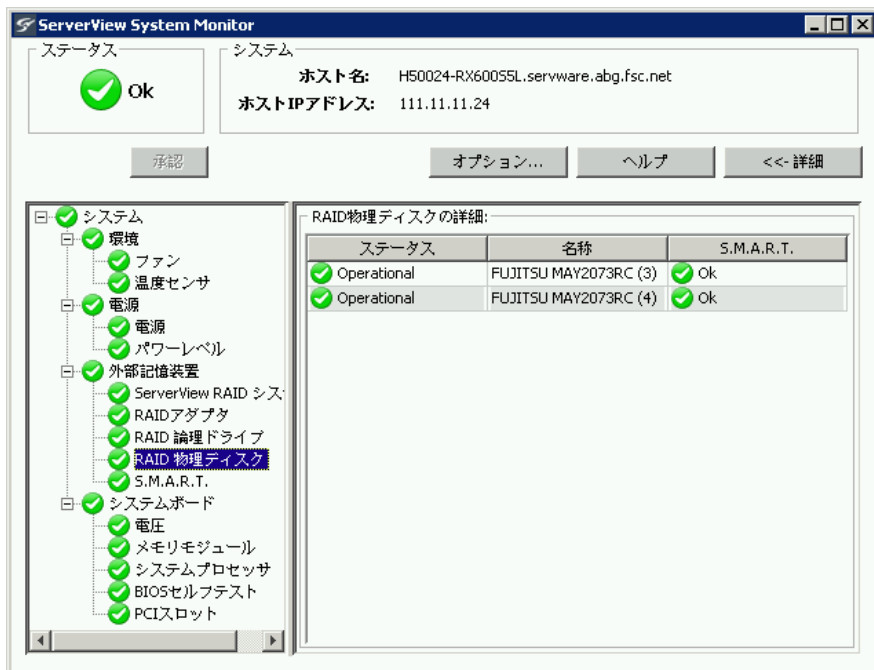 ServerView System Monitor
ステータス
Ok
システム
ホスト名: H50024-RX600S5L.servware.abg.fsc.net
ホストIPアドレス: 111.11.11.24
承認
オプション...
ヘルプ
<<- 詳細
システム
環境
ファン
温度センサ
電源
電源
パワーレベル
外部記憶装置
ServerView RAID シス
RAIDアダプタ
RAID 論理ドライブ
RAID 物理ディスク
S.M.A.R.T.
システムボード
電圧
メモリモジュール
システムプロセッサ
BIOSセルフテスト
PCIスロット
RAID物理ディスクの詳細:
ステータス 名称 S.M.A.R.T.
Operational FUJITSU MAY2073RC (3) Ok
Operational FUJITSU MAY2073RC (4) Ok